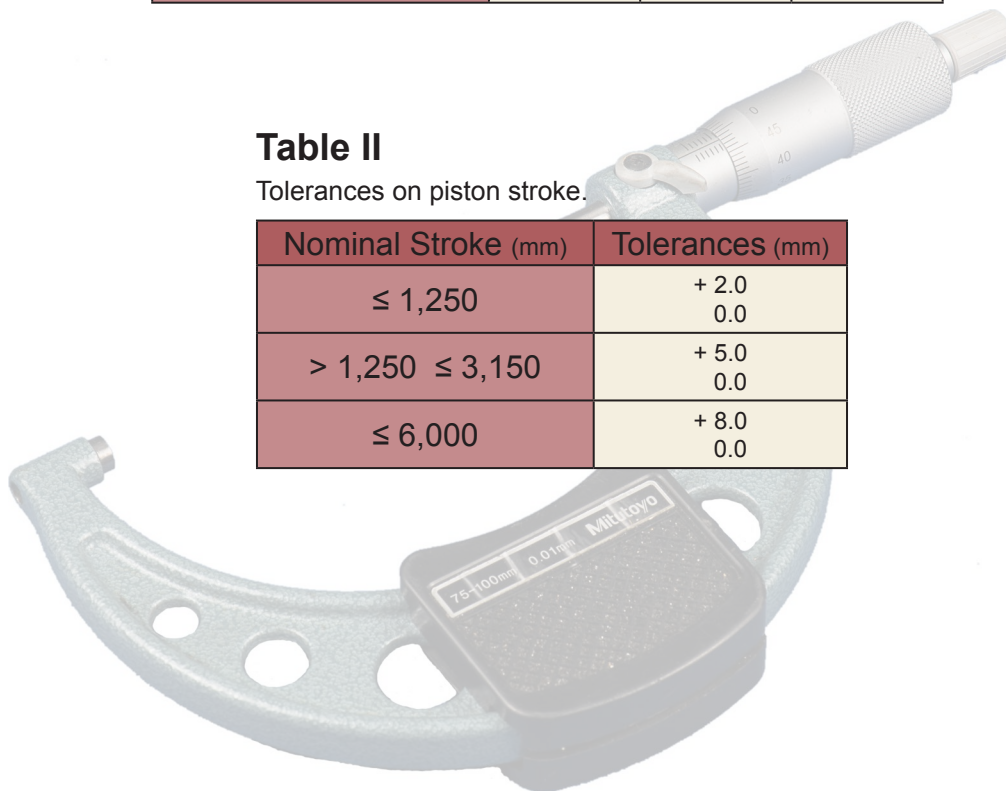 0
45
40
Table II
Tolerances on piston stroke.
Nominal Stroke (mm) Tolerances (mm)
≤ 1,250 + 2.0
0.0
> 1,250 ≤ 3,150 + 5.0
0.0
≤ 6,000 + 8.0
0.0
75-100mm 0.01mm Mitutoyo